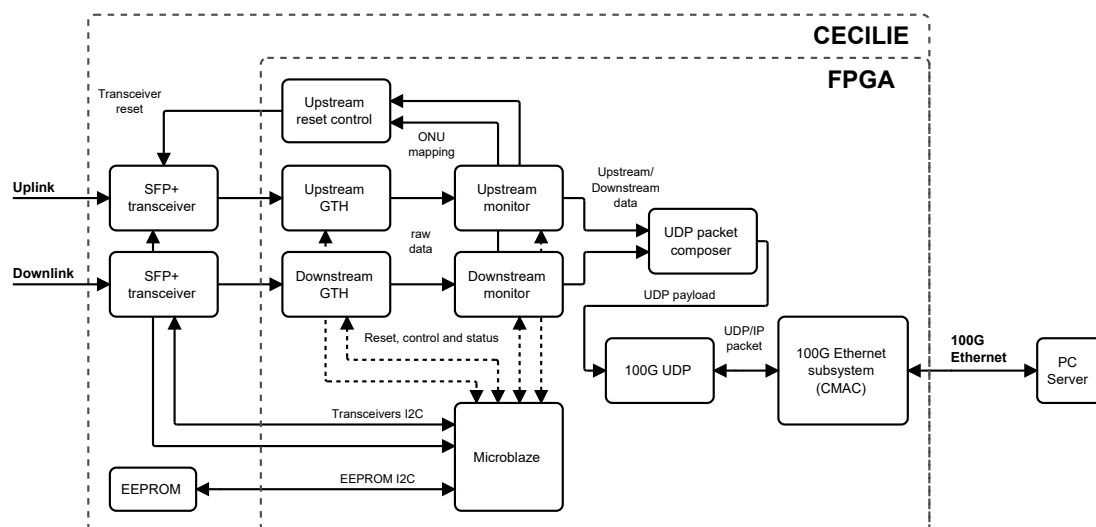 CECILIE
FPGA
Transceiver
reset
Upstream
reset control
ONU
mapping
Uplink
SFP+
transceiver
Upstream
GTH
Upstream
monitor
Upstream/
Downstream
data
UDP packet
composer
raw
data
Downlink
SFP+
transceiver
Downstream
GTH
Downstream
monitor
UDP payload
Reset, control and status
100G UDP
UDP/IP
packet
100G Ethernet
subsystem
(CMAC)
100G
Ethernet
PC
Server
Transceivers I2C
Microblaze
EEPROM
EEPROM I2C